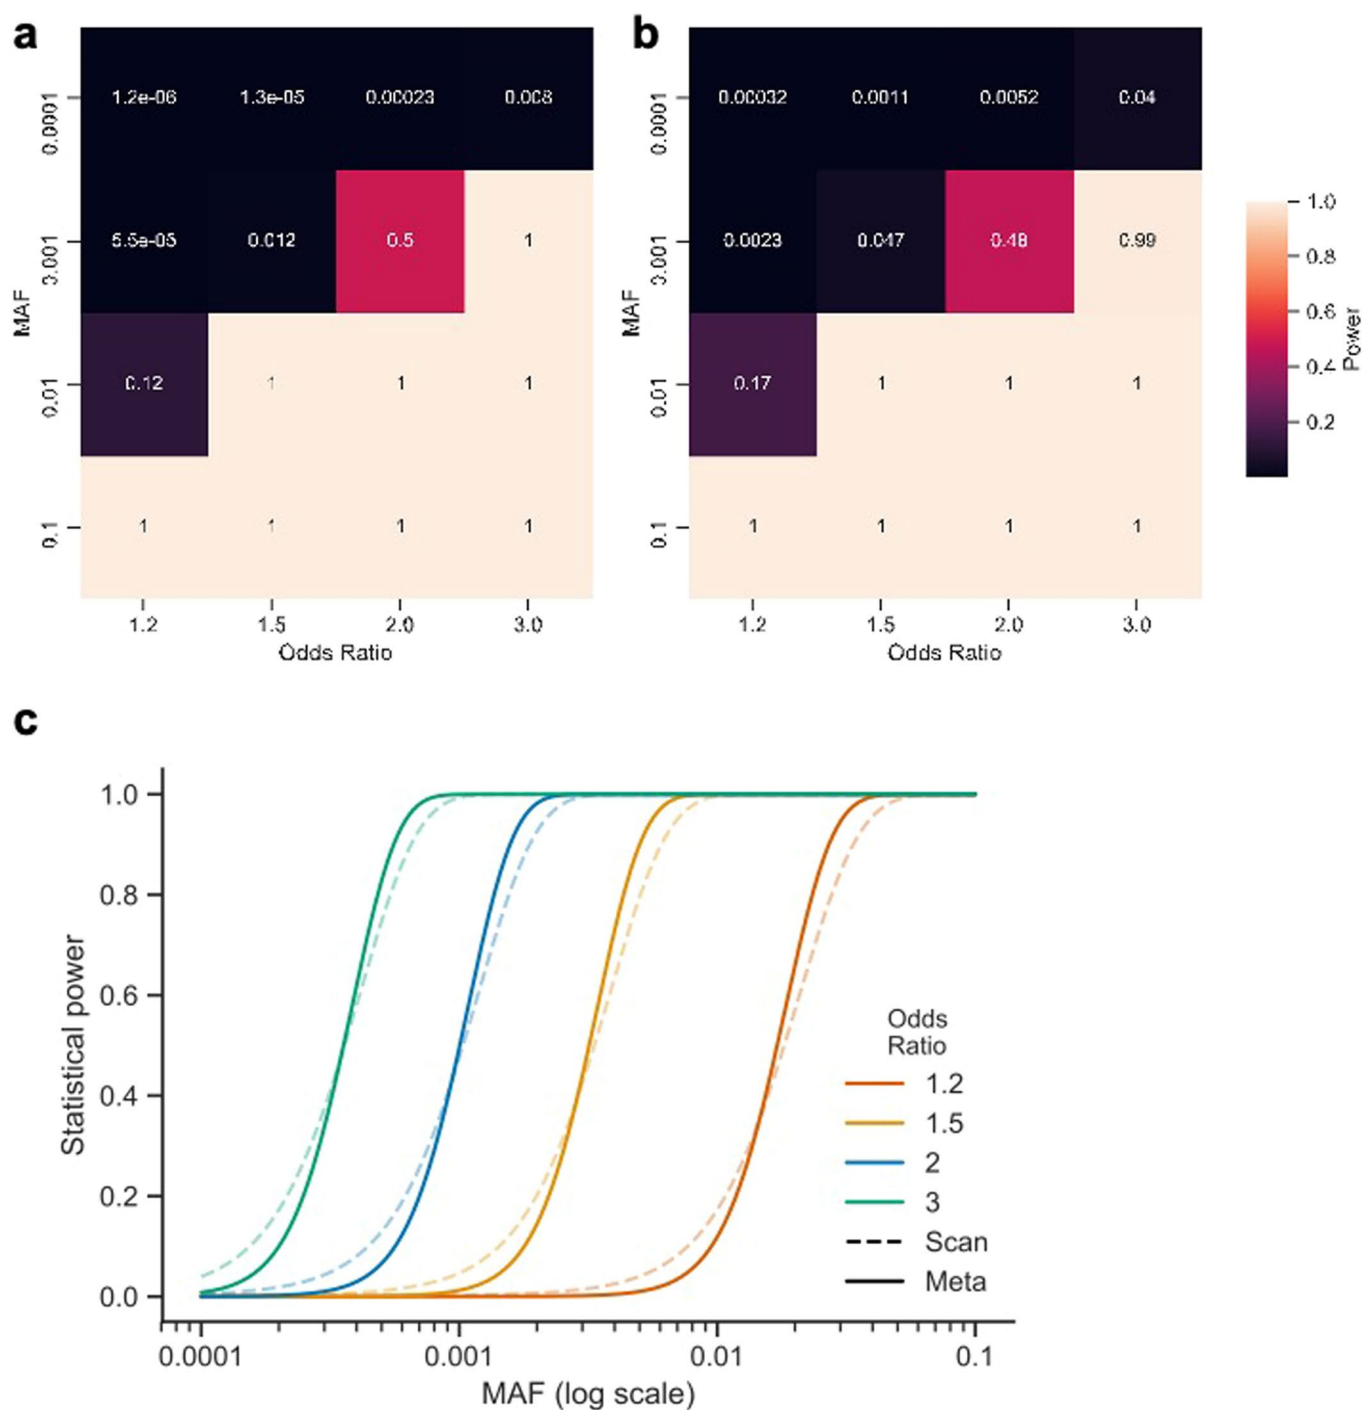 a
b
1.2e-06 1.3e-05 0.00023 0.008
0.0001
5.5e-05 0.012 0.5 1
0.001
MAF
0.12 1 1 1
0.01
1 1 1 1
0.1
1.2 1.5 2.0 3.0
Odds Ratio
0.00032 0.0011 0.0052 0.04
0.0001
0.0023 0.047 0.48 0.99
0.001
MAF
0.17 1 1 1
0.01
1 1 1 1
0.1
1.2 1.5 2.0 3.0
Odds Ratio
1.0
0.8
0.6
0.4
0.2
Power
c
1.0
0.8
0.6
0.4
0.2
0.0
Statistical power
0.0001 0.001 0.01 0.1
MAF (log scale)
Odds
Ratio
1.2
1.5
2
3
Scan
Meta